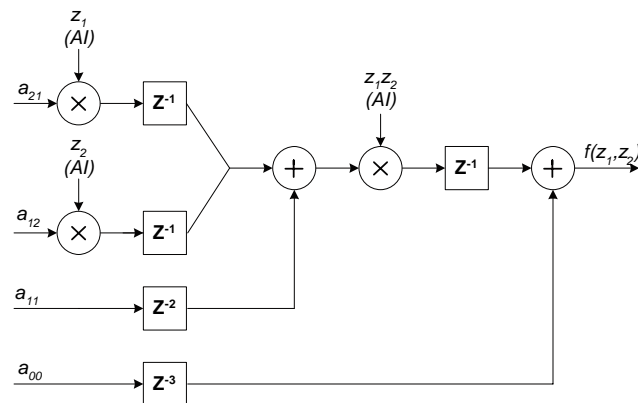 z₁
(AI)
a₂₁
×
Z⁻¹
z₂
(AI)
a₁₂
×
Z⁻¹
a₁₁
Z⁻²
a₀₀
Z⁻³
+
z₁z₂
(AI)
×
Z⁻¹
+
f(z₁,z₂)